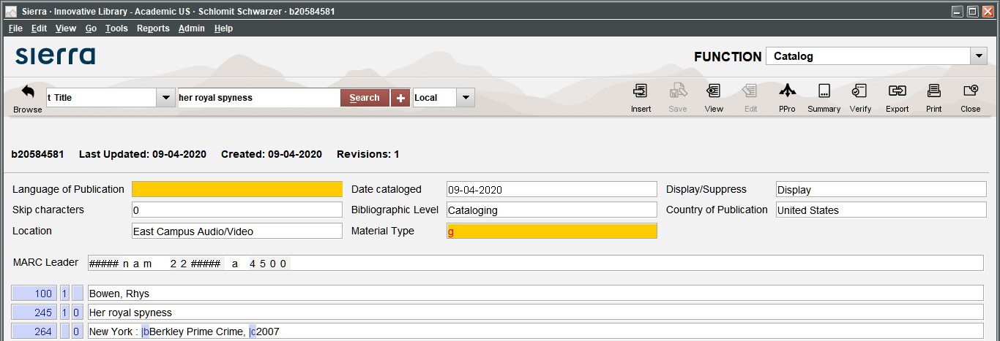 Sierra · Innovative Library - Academic US · Schlomit Schwarzer · b20584581
File Edit View Go Tools Reports Admin Help
sierra
FUNCTION Catalog
Browse t Title her royal spyness Search + Local Insert Save View Edit PPro Summary Verify Export Print Close
b20584581 Last Updated: 09-04-2020 Created: 09-04-2020 Revisions: 1
Language of Publication Date cataloged 09-04-2020 Display/Suppress Display
Skip characters 0 Bibliographic Level Cataloging Country of Publication United States
Location East Campus Audio/Video Material Type g
MARC Leader ##### n a m 2 2 ##### a 4 5 0 0
100 1 Bowen, Rhys
245 1 0 Her royal spyness
264 0 New York : |bBerkley Prime Crime, |c2007